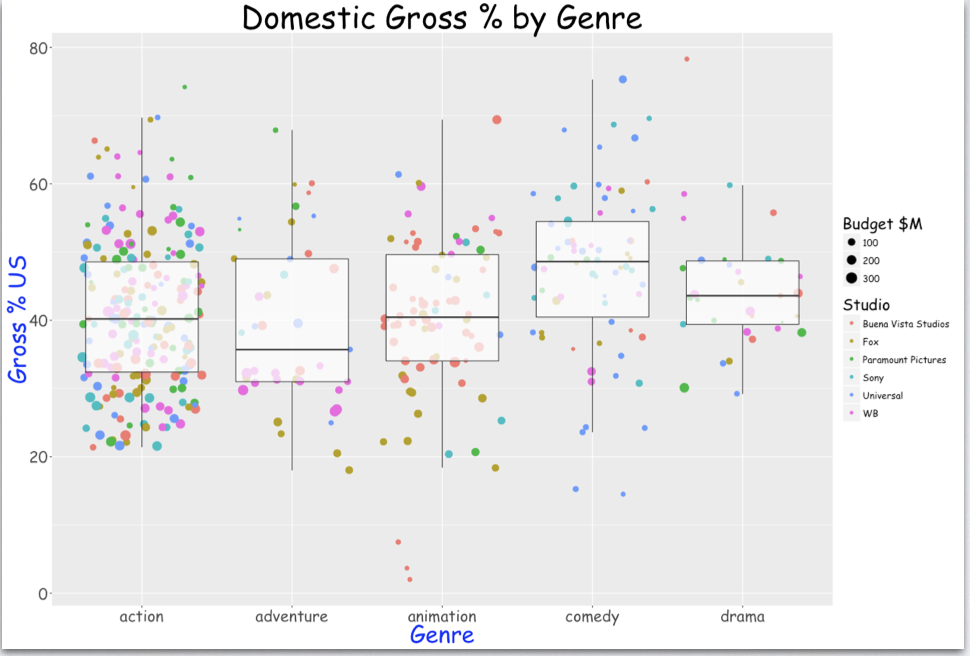 Domestic Gross % by Genre
Gross % US
80
60
40
20
0
action adventure animation comedy drama
Genre
Budget $M
100
200
300
Studio
Buena Vista Studios
Fox
Paramount Pictures
Sony
Universal
WB